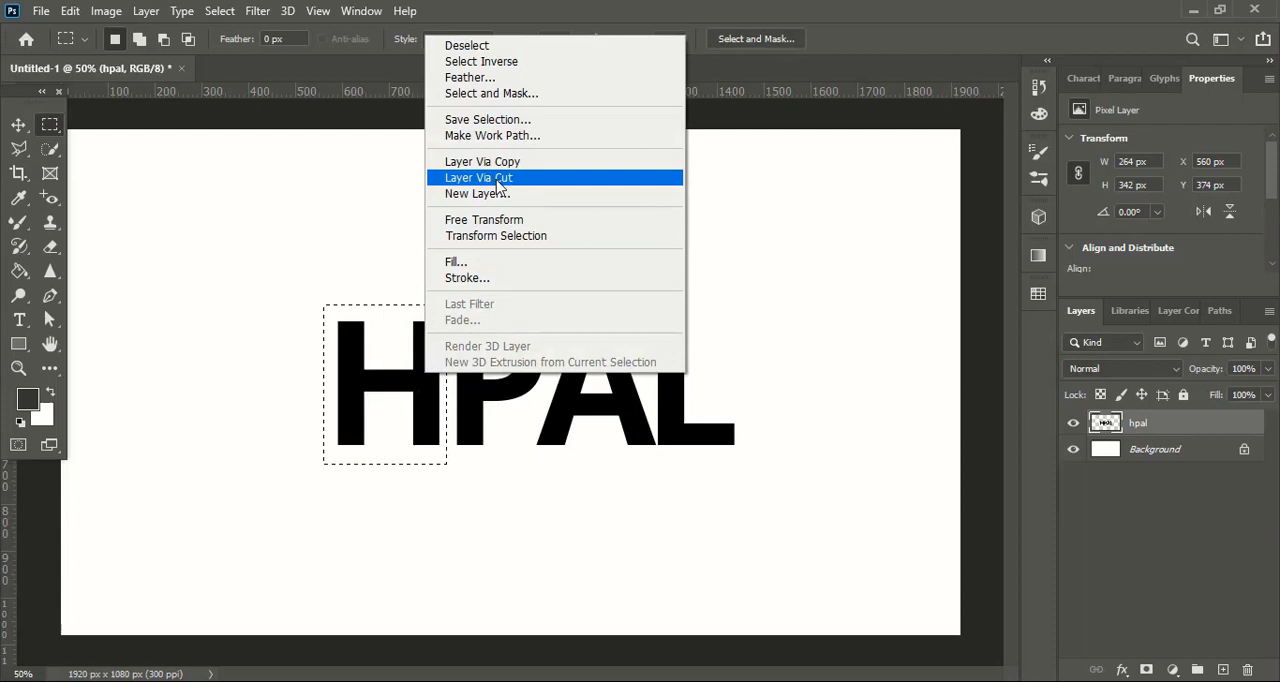 Ps File Edit Image Layer Type Select Filter 3D View Window Help
Feather: 0 px Anti-alias Style: Select and Mask...
Untitled-1 @ 50% (hpal, RGB/8) *
100 200 300 400 500 600 700 1400 1500 1600 1700 1800 1900
Deselect
Select Inverse
Feather...
Select and Mask...
Save Selection...
Make Work Path...
Layer Via Copy
Layer Via Cut
New Layer...
Free Transform
Transform Selection
Fill...
Stroke...
Last Filter
Fade...
Render 3D Layer
New 3D Extrusion from Current Selection
HPAL
Charact Paragra Glyphs Properties
Pixel Layer
Transform
W 264 px X 560 px
H 342 px Y 374 px
0.00°
Align and Distribute
Align:
Layers Libraries Layer Cor Paths
Kind
Normal Opacity: 100%
Lock: Fill: 100%
hpal
Background
800
900
1000
50% 1920 px x 1080 px (300 ppi)